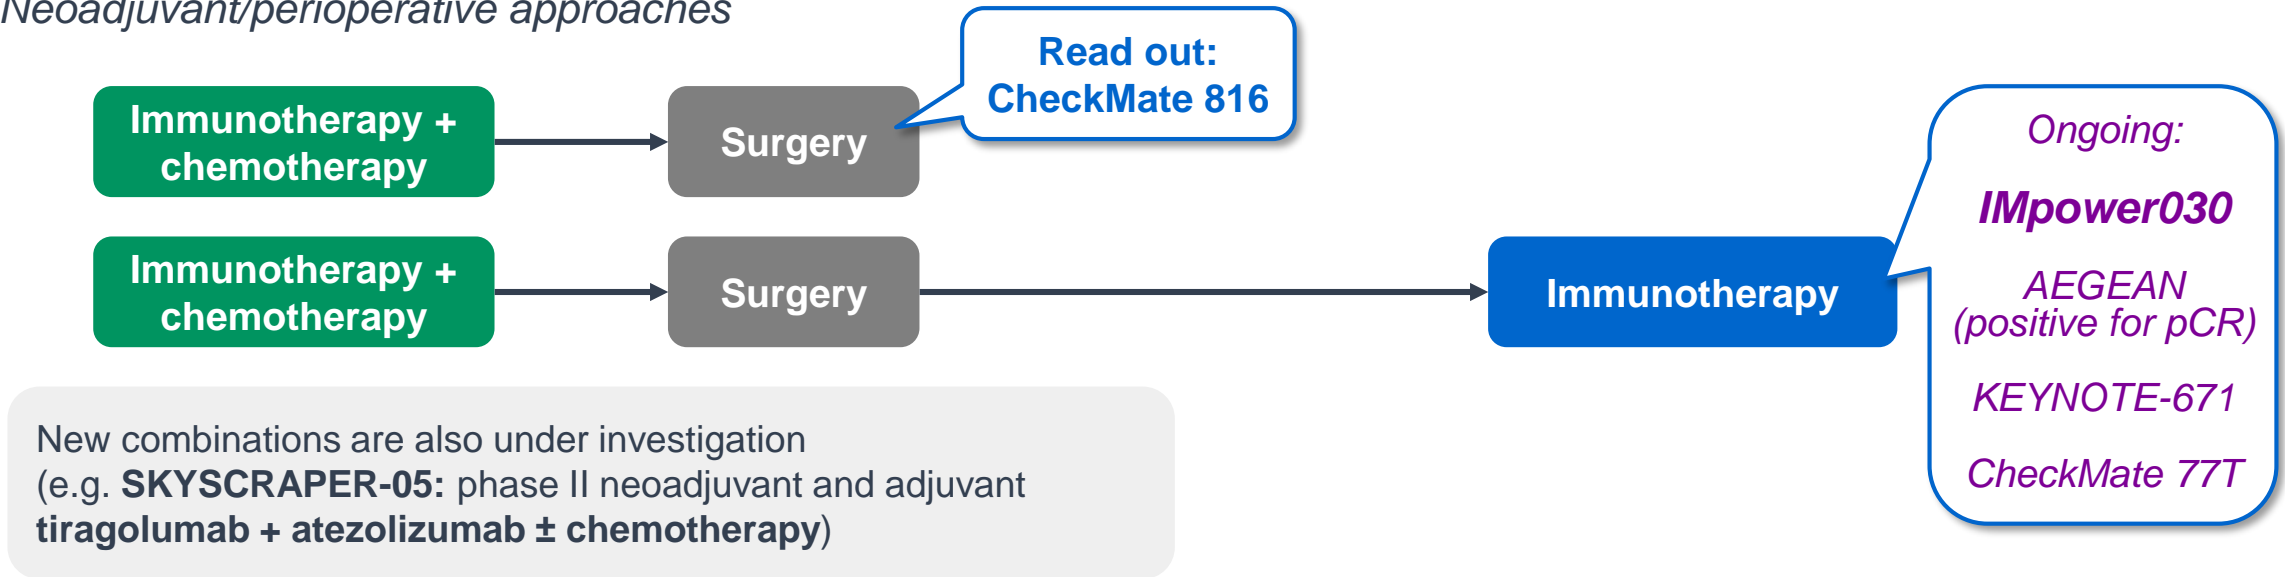 Neoadjuvant/perioperative approaches
Read out:
CheckMate 816
Immunotherapy +
chemotherapy
Surgery
Immunotherapy +
chemotherapy
Surgery
Immunotherapy
Ongoing:
IMpower030
AEGEAN
(positive for pCR)
KEYNOTE-671
CheckMate 77T
New combinations are also under investigation
(e.g. SKYSCRAPER-05: phase II neoadjuvant and adjuvant
tiragolumab + atezolizumab ± chemotherapy)